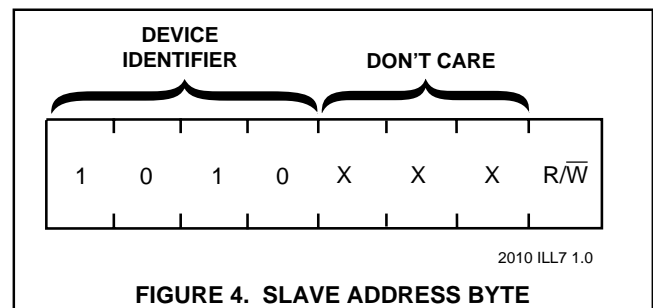 DEVICE
IDENTIFIER
DON'T CARE
1 0 1 0 X X X R/W̅
2010 ILL7 1.0
FIGURE 4. SLAVE ADDRESS BYTE